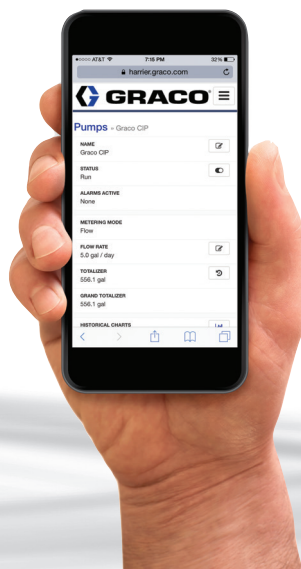 AT&T 7:15 PM 32%
harrier.graco.com
GRACO
Pumps - Graco CIP
NAME
Graco CIP
STATUS
Run
ALARMS ACTIVE
None
METERING MODE
Flow
FLOW RATE
5.0 gal / day
TOTALIZER
556.1 gal
GRAND TOTALIZER
556.1 gal
HISTORICAL CHARTS